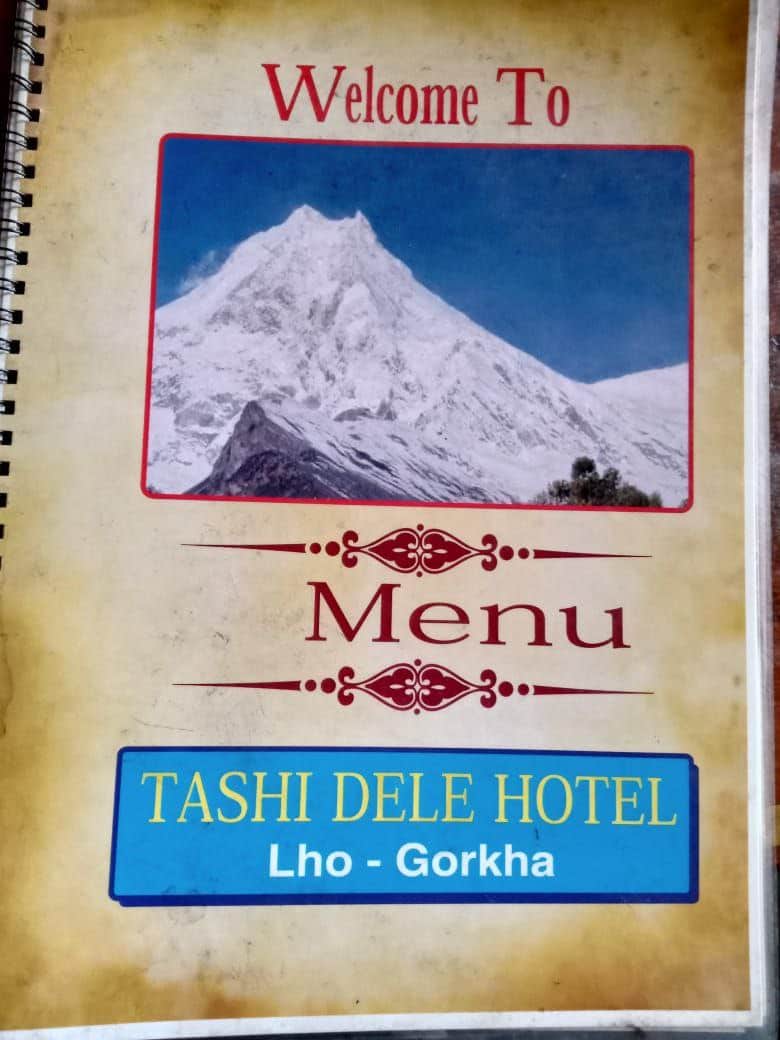 Welcome To
Menu
TASHI DELE HOTEL
Lho - Gorkha